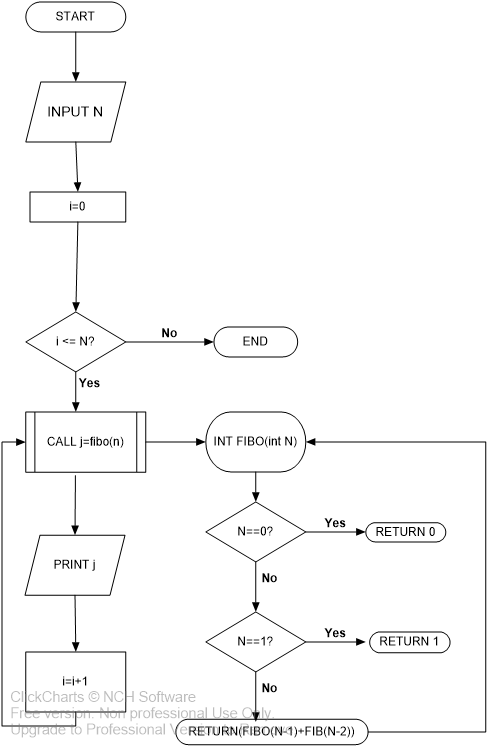 START
INPUT N
i=0
i <= N?
No
END
Yes
CALL j=fibo(n)
INT FIBO(int N)
N==0?
Yes
RETURN 0
No
PRINT j
N==1?
Yes
RETURN 1
No
i=i+1
RETURN(FIBO(N-1)+FIB(N-2))
ClickCharts © NCH Software
Free version. Non professional Use Only.
Upgrade to Professional